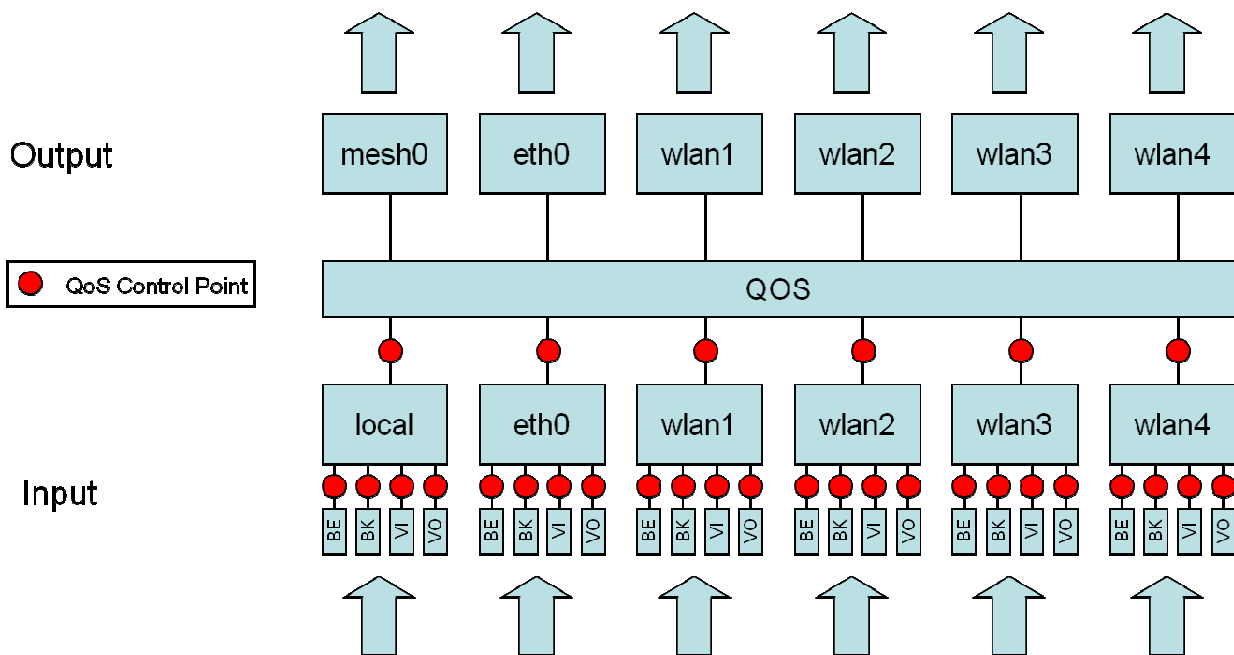 Output
mesh0 eth0 wlan1 wlan2 wlan3 wlan4
QoS Control Point
QOS
local eth0 wlan1 wlan2 wlan3 wlan4
Input
BE BK VI VO BE BK VI VO BE BK VI VO BE BK VI VO BE BK VI VO BE BK VI VO